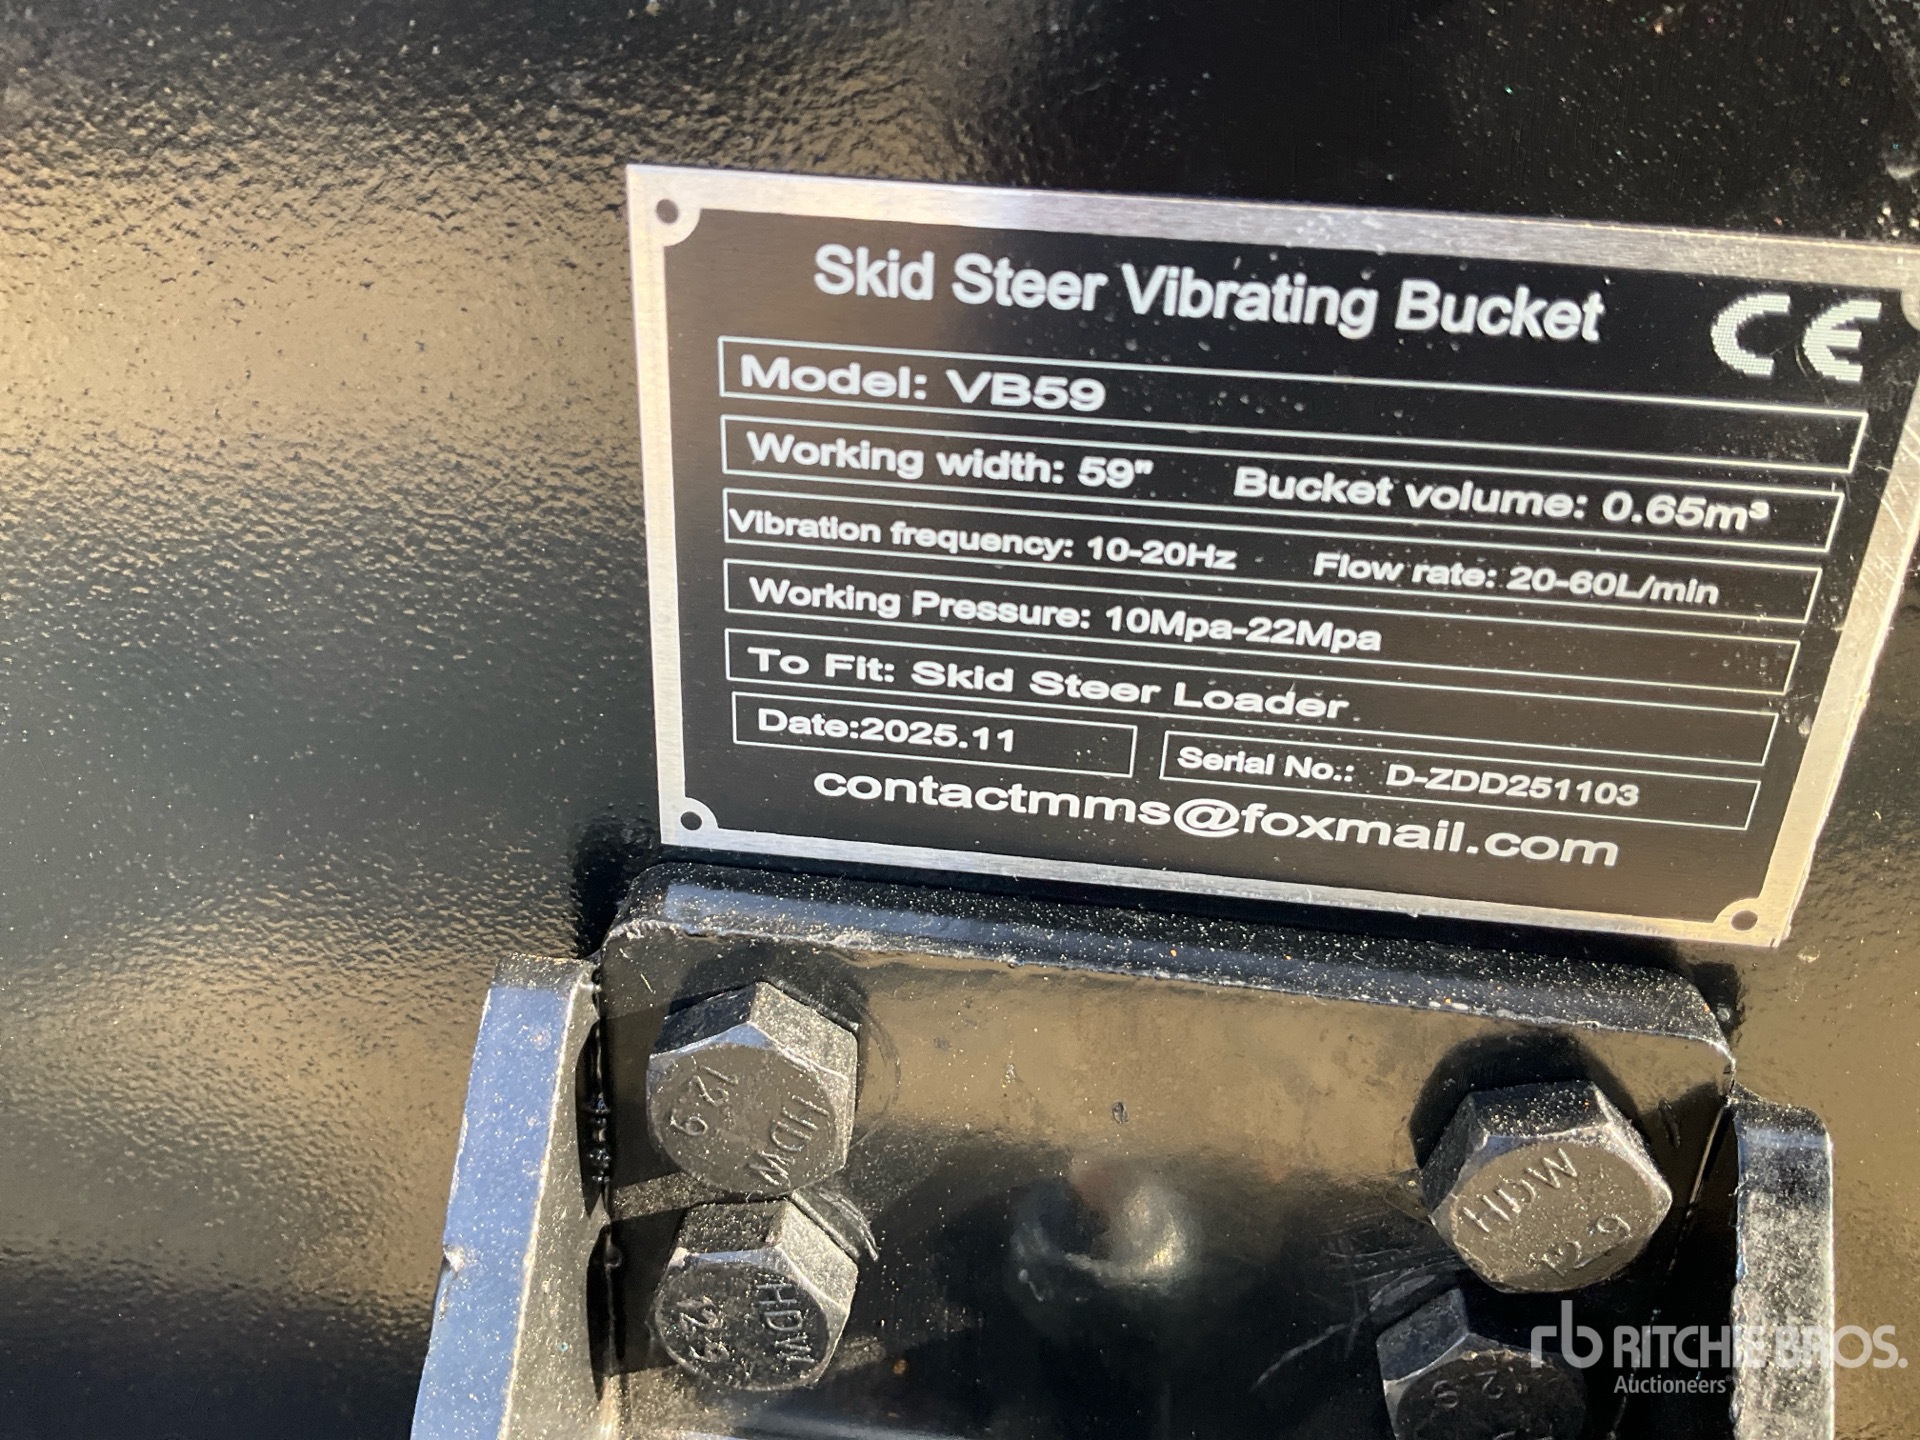 Skid Steer Vibrating Bucket
CE
Model: VB59
Working width: 59" Bucket volume: 0.65m³
Vibration frequency: 10-20Hz Flow rate: 20-60L/min
Working Pressure: 10Mpa-22Mpa
To Fit: Skid Steer Loader
Date:2025.11 Serial No.: D-ZDD251103
contactmms@foxmail.com
12.9
HDW
HDW
12.9
12.9
HDW
rb RITCHIE BROS.
Auctioneers